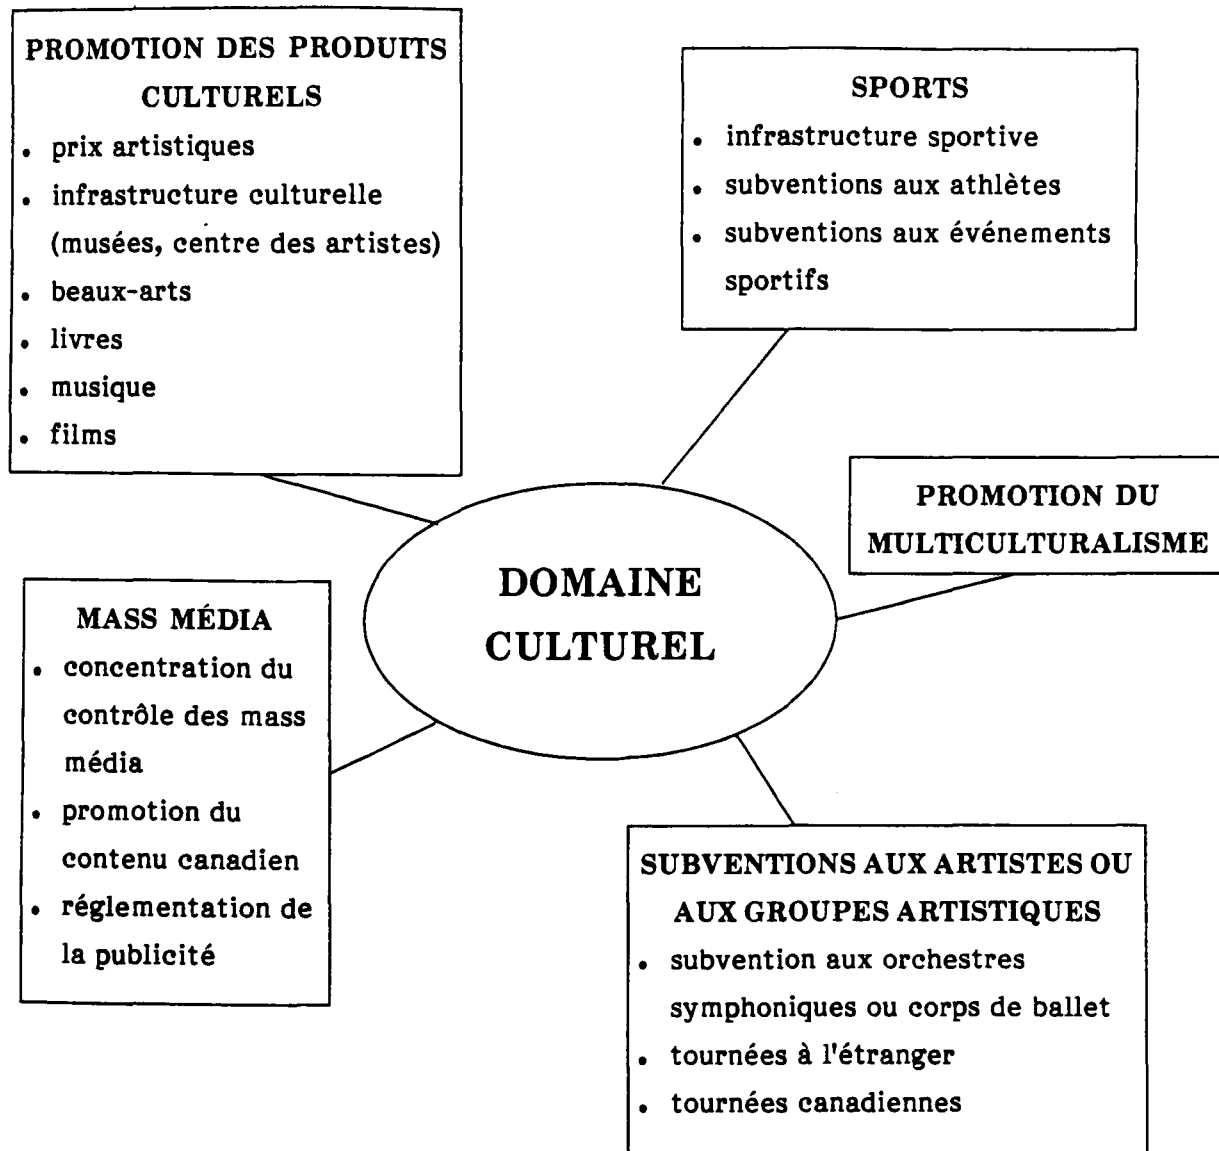 PROMOTION DES PRODUITS
CULTURELS
• prix artistiques
• infrastructure culturelle
(musées, centre des artistes)
• beaux-arts
• livres
• musique
• films
SPORTS
• infrastructure sportive
• subventions aux athlètes
• subventions aux événements
sportifs
PROMOTION DU
MULTICULTURALISME
DOMAINE
CULTUREL
MASS MÉDIA
• concentration du
contrôle des mass
média
• promotion du
contenu canadien
• réglementation de
la publicité
SUBVENTIONS AUX ARTISTES OU
AUX GROUPES ARTISTIQUES
• subvention aux orchestres
symphoniques ou corps de ballet
• tournées à l'étranger
• tournées canadiennes